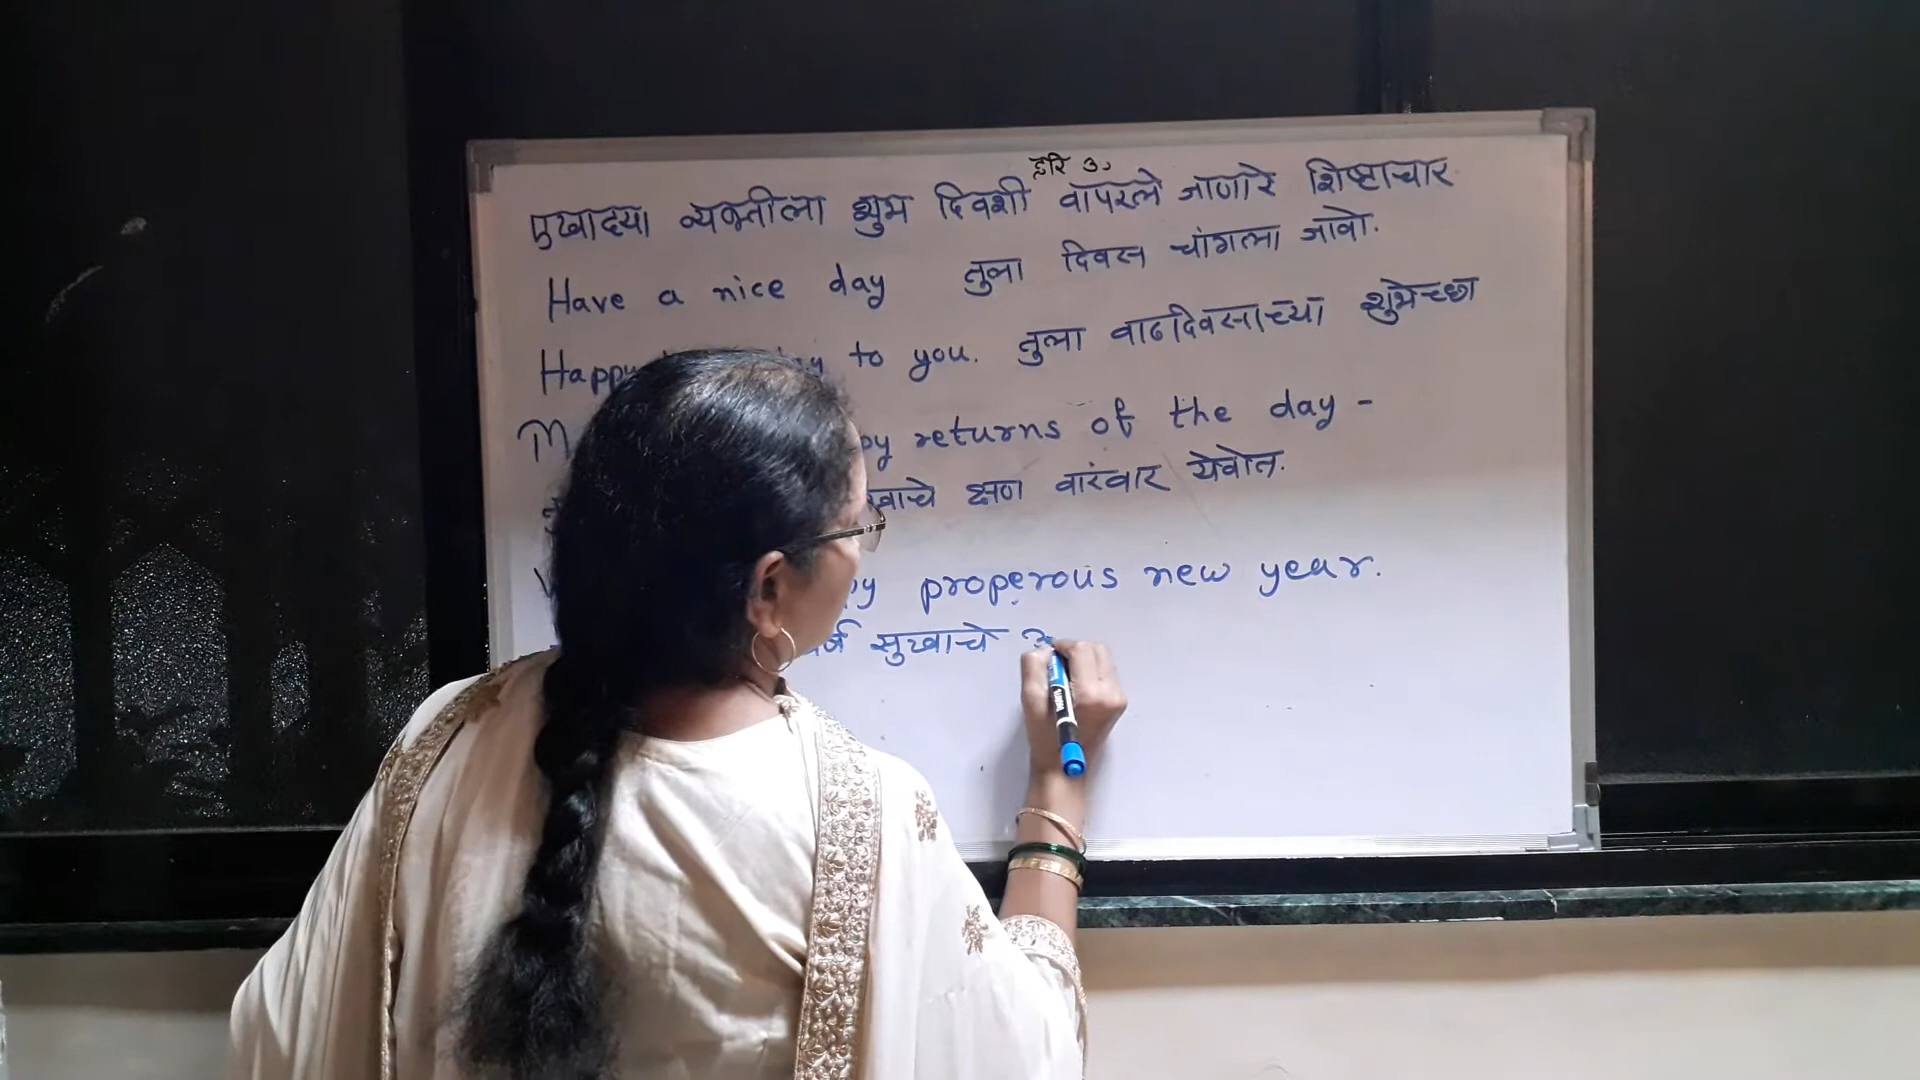 हरि ॐ
एखाद्या व्यक्तीला शुभ दिवशी वापरले जाणारे शिष्टाचार
Have a nice day तुला दिवस चांगला जावो.
Happy to you. तुला वाढदिवसाच्या शुभेच्छा
returns of the day -
क्षण वारंवार येवोत.
properous new year.
सुखाचे